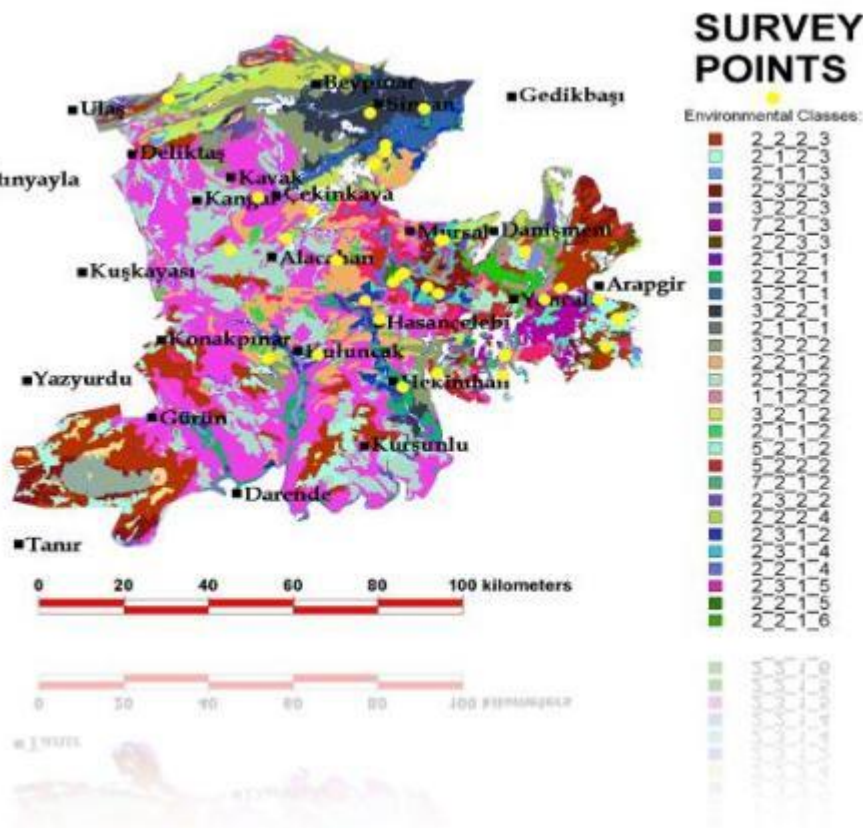 SURVEY
POINTS
Environmental Classes:
2_2_2_3
2_1_2_3
2_1_1_3
2_3_2_3
3_2_2_3
7_2_1_3
2_2_3_3
2_1_2_1
2_2_2_1
3_2_1_1
3_2_2_1
2_1_1_1
3_2_2_2
2_2_1_2
2_1_2_2
1_1_2_2
3_2_1_2
2_1_1_2
5_2_1_2
5_2_2_2
7_2_1_2
2_3_2_2
2_2_2_4
2_3_1_2
2_3_1_4
2_2_1_4
2_3_1_5
2_2_1_5
2_2_1_6
Beypınar
Gedikbaşı
Ulaş
Sincan
Deliktaş
tınyayla
Kavak
Kangal
Çekinkaya
Mursal
Danişment
Alacahan
Kuşkayası
Arapgir
Yoncalı
Hasançelebi
Konakpınar
Kuluncak
Yazyurdu
Hekimhan
Gürün
Kurşunlu
Darende
Tanır
0 20 40 60 80 100 kilometers